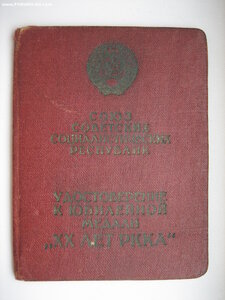 СОЮЗ
СОВЕТСКИХ
СОЦИАЛИСТИЧЕСКИХ
РЕСПУБЛИК
УДОСТОВЕРЕНИЕ
К ЮБИЛЕЙНОЙ
МЕДАЛИ
„XX ЛЕТ РККА"